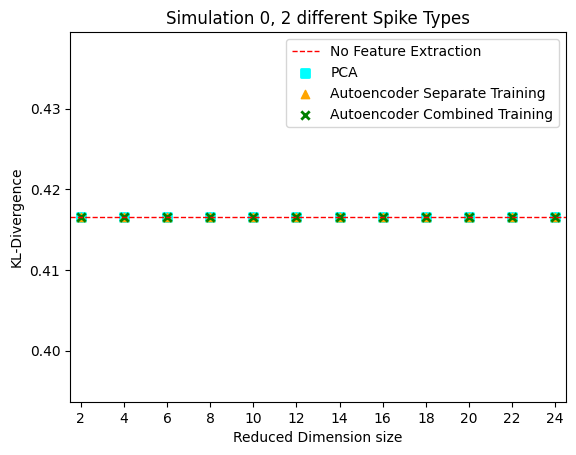 Simulation 0, 2 different Spike Types
No Feature Extraction
PCA
Autoencoder Separate Training
Autoencoder Combined Training
KL-Divergence
0.43
0.42
0.41
0.40
2 4 6 8 10 12 14 16 18 20 22 24
Reduced Dimension size